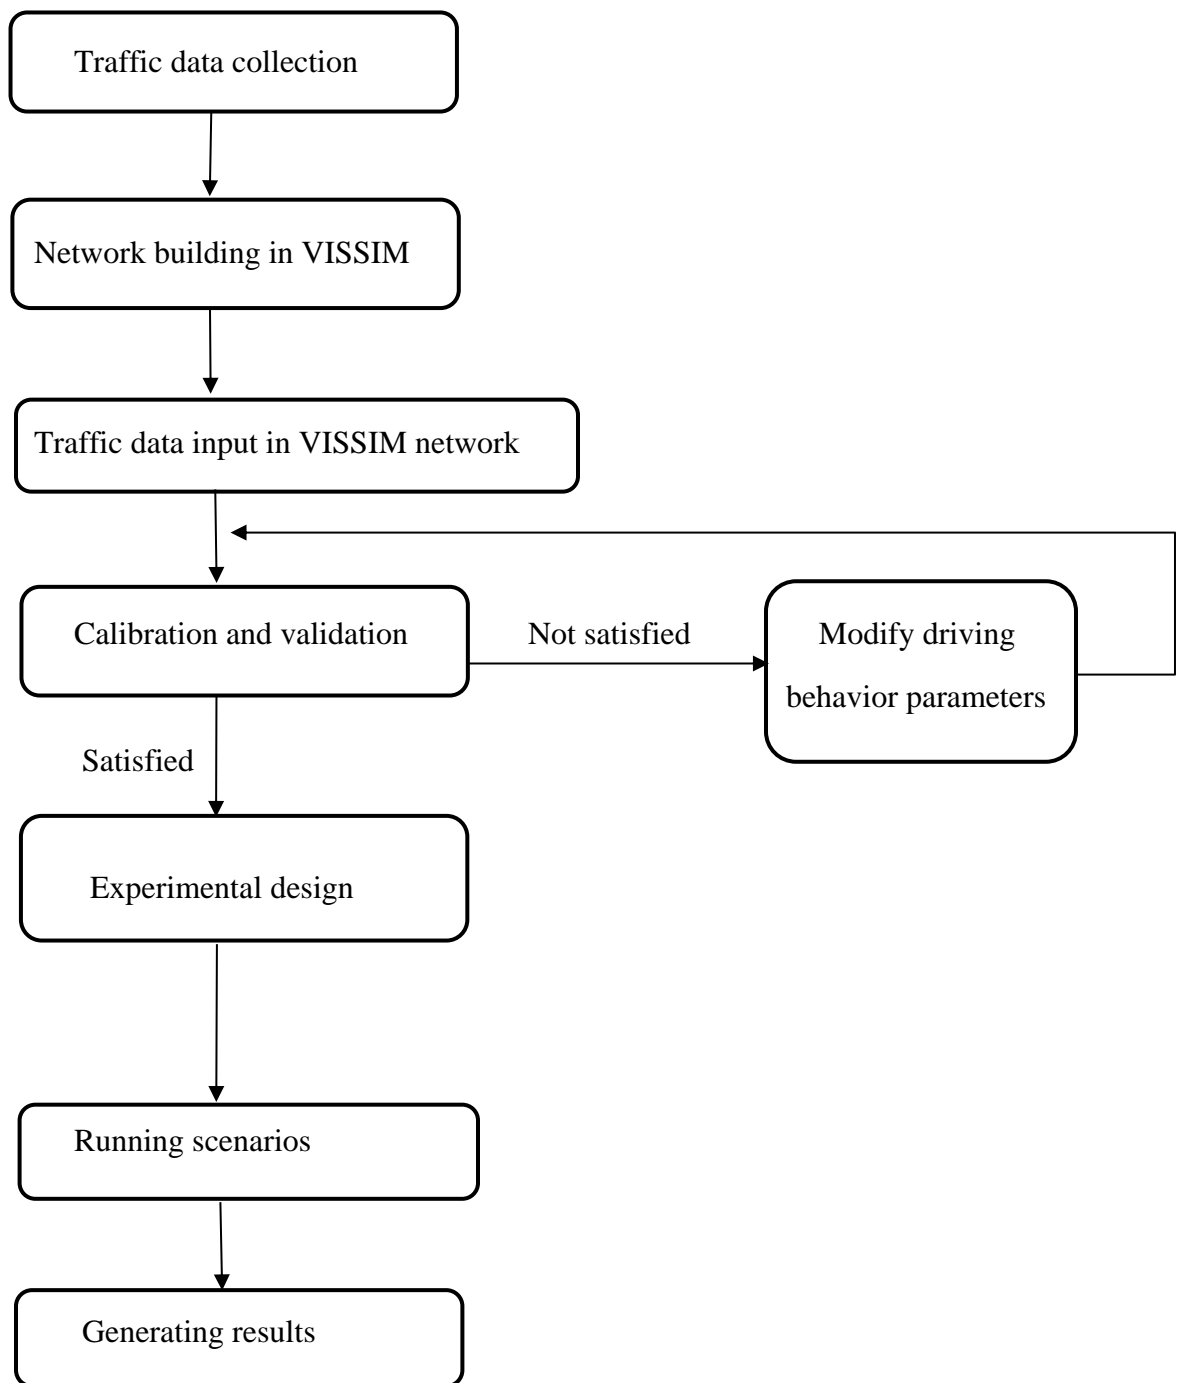 Traffic data collection
Network building in VISSIM
Traffic data input in VISSIM network
Calibration and validation
Not satisfied
Modify driving
behavior parameters
Satisfied
Experimental design
Running scenarios
Generating results